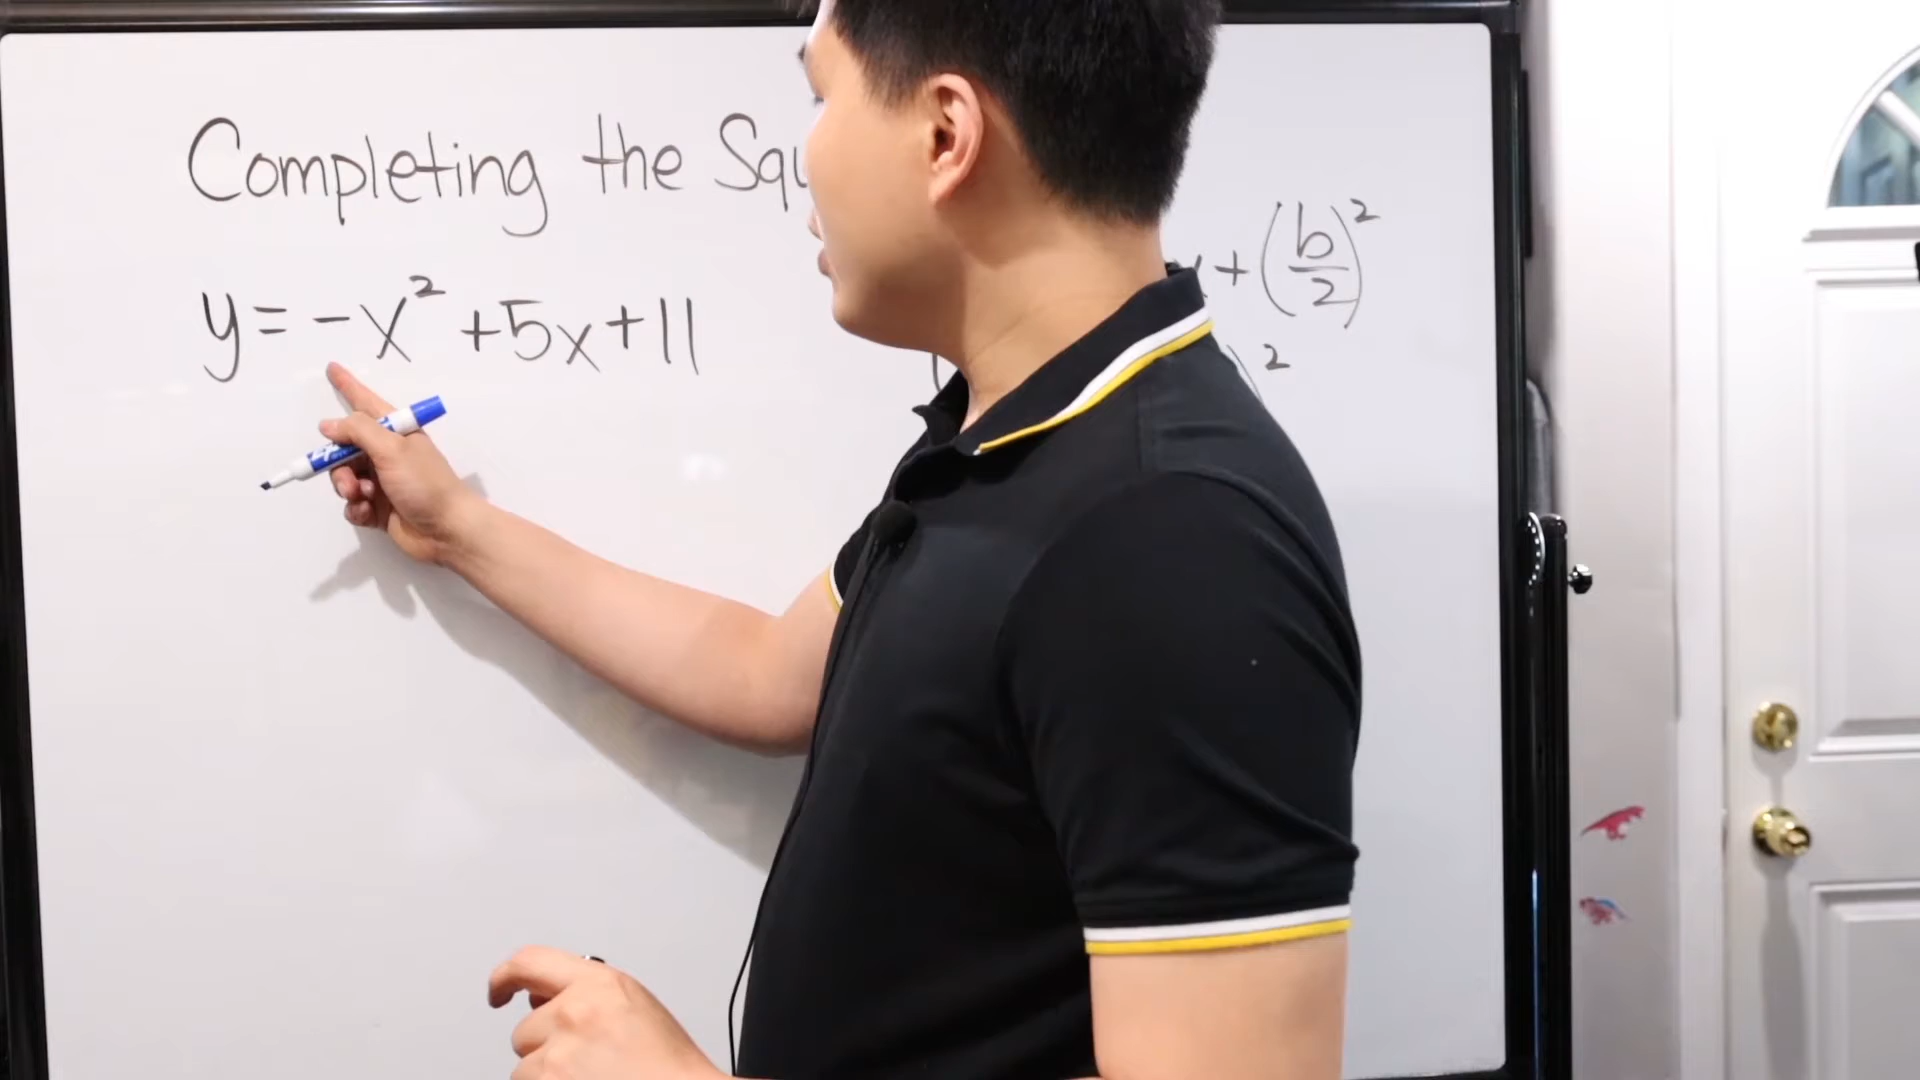 Completing the Squ
y = -x² + 5x + 11
x + (b/2)²
)²